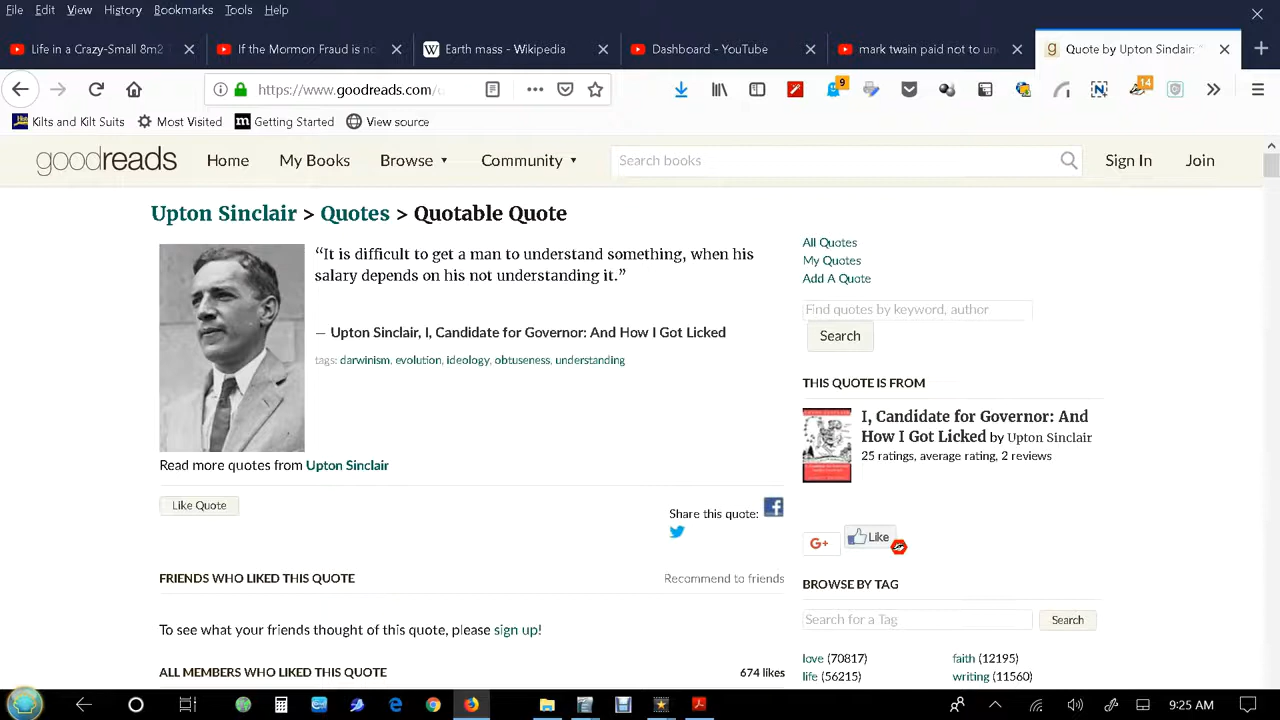 File Edit View History Bookmarks Tools Help
Life in a Crazy-Small 8m2
If the Mormon Fraud is no
Earth mass - Wikipedia
Dashboard - YouTube
mark twain paid not to un
Quote by Upton Sinclair: "
https://www.goodreads.com/
9
14
Kilts and Kilt Suits
Most Visited
Getting Started
View source
goodreads
Home
My Books
Browse
Community
Search books
Sign In
Join
Upton Sinclair > Quotes > Quotable Quote
“It is difficult to get a man to understand something, when his
salary depends on his not understanding it.”
― Upton Sinclair, I, Candidate for Governor: And How I Got Licked
tags: darwinism, evolution, ideology, obtuseness, understanding
Read more quotes from Upton Sinclair
Like Quote
Share this quote:
FRIENDS WHO LIKED THIS QUOTE
Recommend to friends
To see what your friends thought of this quote, please sign up!
ALL MEMBERS WHO LIKED THIS QUOTE
674 likes
All Quotes
My Quotes
Add A Quote
Find quotes by keyword, author
Search
THIS QUOTE IS FROM
I, Candidate for Governor: And
How I Got Licked by Upton Sinclair
25 ratings, average rating, 2 reviews
G+
Like
BROWSE BY TAG
Search for a Tag
Search
love (70817)
faith (12195)
life (56215)
writing (11560)
9:25 AM